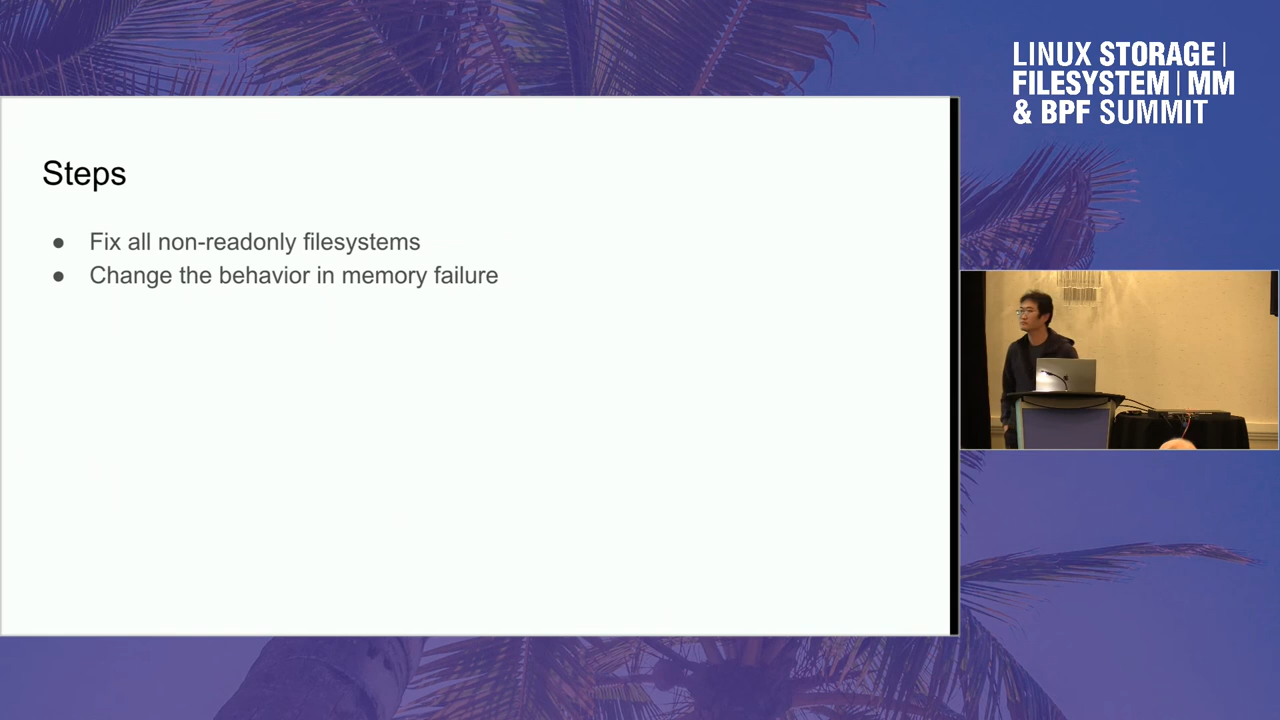 LINUX STORAGE |
FILESYSTEM | MM
& BPF SUMMIT
Steps
● Fix all non-readonly filesystems
● Change the behavior in memory failure